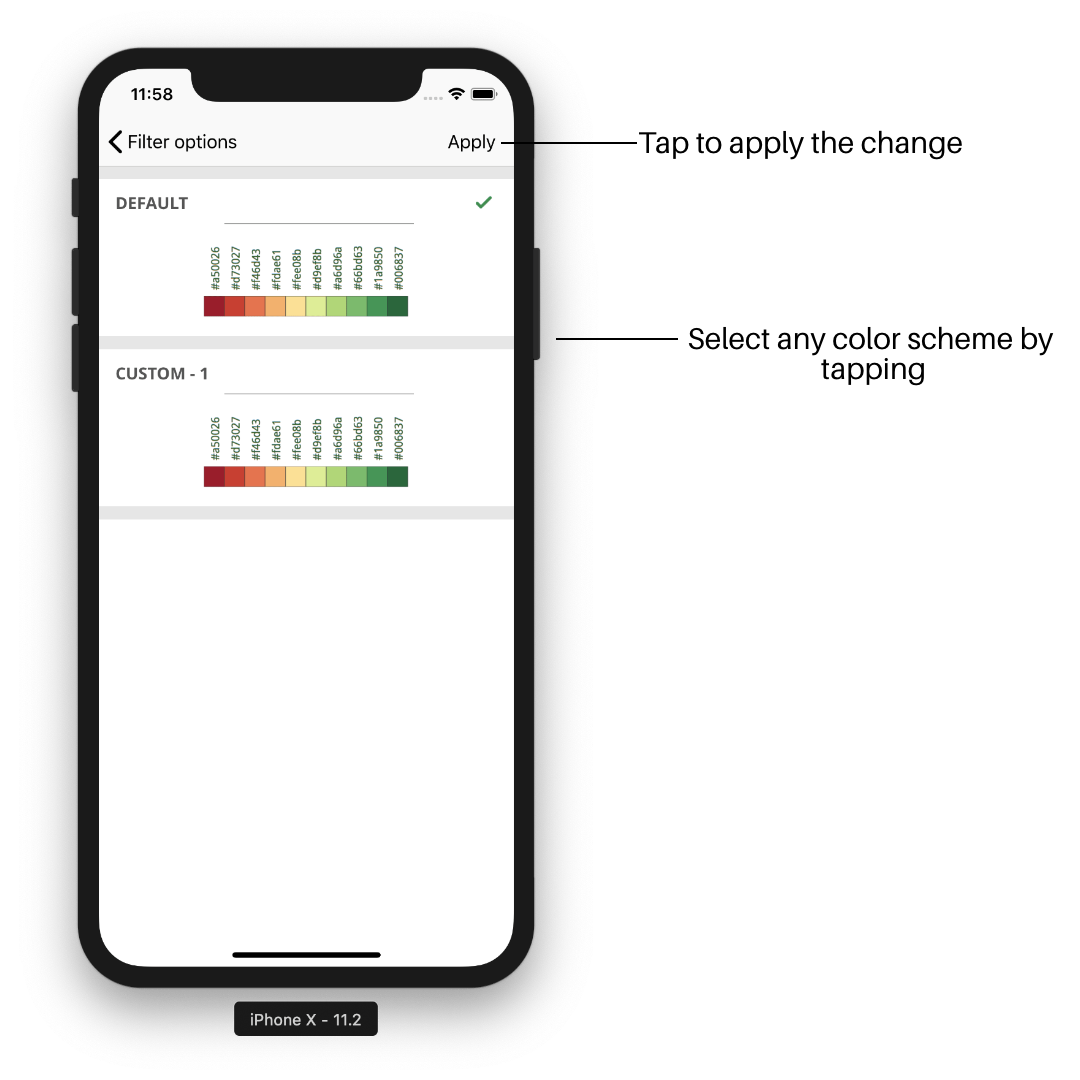 11:58
Filter options
Apply
Tap to apply the change
DEFAULT
#a50026
#d73027
#f46d43
#fdae61
#fee08b
#d9ef8b
#a6d96a
#66bd63
#1a9850
#006837
Select any color scheme by
tapping
CUSTOM - 1
#a50026
#d73027
#f46d43
#fdae61
#fee08b
#d9ef8b
#a6d96a
#66bd63
#1a9850
#006837
iPhone X - 11.2